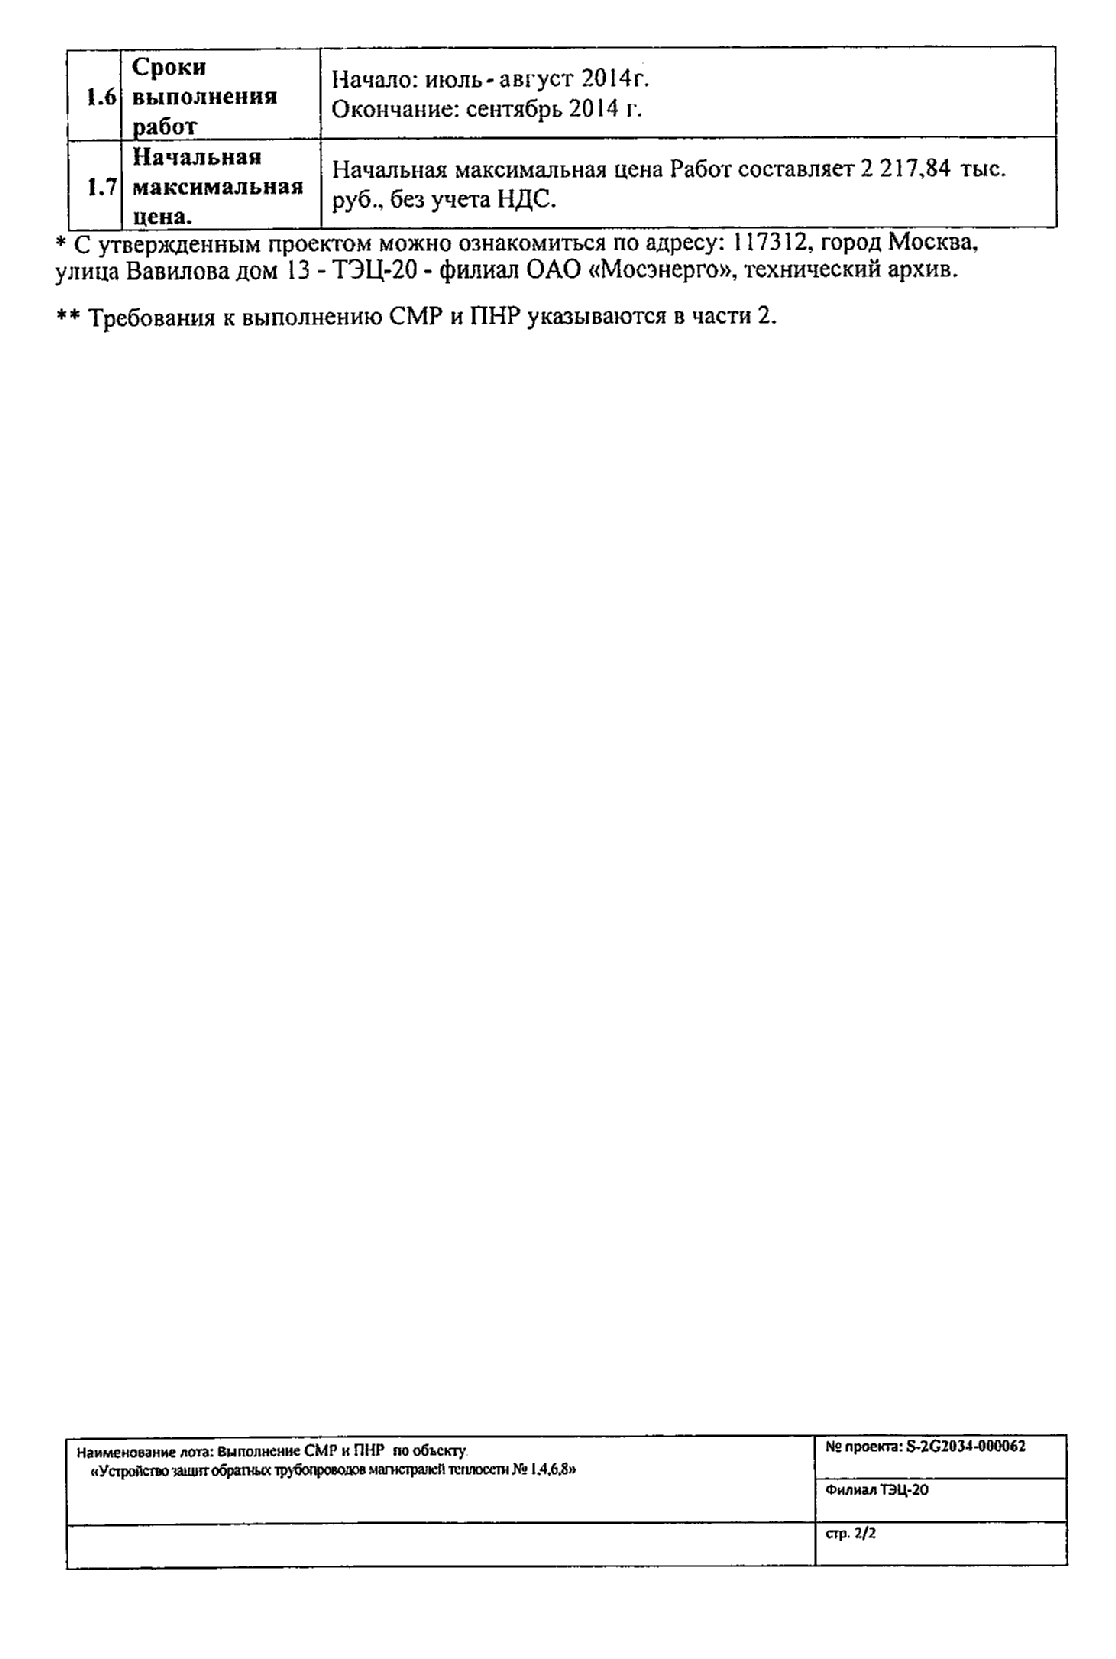 1.6
Сроки
выполнения
работ
Начало: июль - август 2014г.
Окончание: сентябрь 2014 г.
1.7
Начальная
максимальная
цена.
Начальная максимальная цена Работ составляет 2 217,84 тыс.
руб., без учета НДС.
* С утвержденным проектом можно ознакомиться по адресу: 117312, город Москва,
улица Вавилова дом 13 - ТЭЦ-20 - филиал ОАО «Мосэнерго», технический архив.
** Требования к выполнению СМР и ПНР указываются в части 2.
Наименование лота: Выполнение СМР и ПНР по объекту
«Устройство защит обратных трубопроводов магистралей теплосети № 1,4,6,8»
№ проекта: S-2G2034-000062
Филиал ТЭЦ-20
стр. 2/2